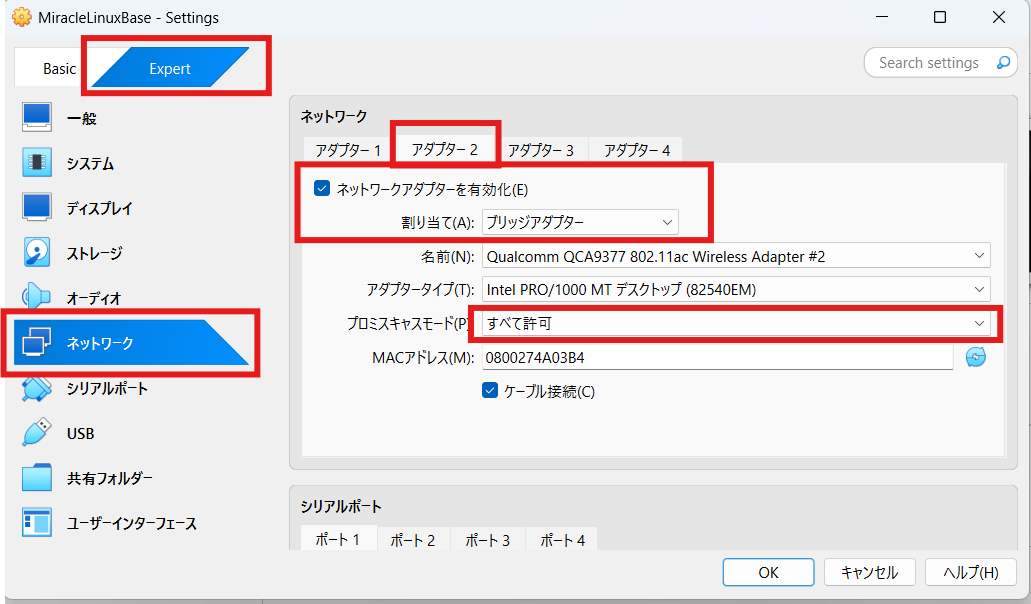 MiracleLinuxBase - Settings
Basic
Expert
Search settings
一般
システム
ディスプレイ
ストレージ
オーディオ
ネットワーク
シリアルポート
USB
共有フォルダー
ユーザーインターフェース
ネットワーク
アダプター 1
アダプター 2
アダプター 3
アダプター 4
ネットワークアダプターを有効化(E)
割り当て(A): ブリッジアダプター
名前(N): Qualcomm QCA9377 802.11ac Wireless Adapter #2
アダプタータイプ(T): Intel PRO/1000 MT デスクトップ (82540EM)
プロミスキャスモード(P) すべて許可
MACアドレス(M): 0800274A03B4
ケーブル接続(C)
シリアルポート
ポート 1
ポート 2
ポート 3
ポート 4
OK
キャンセル
ヘルプ(H)